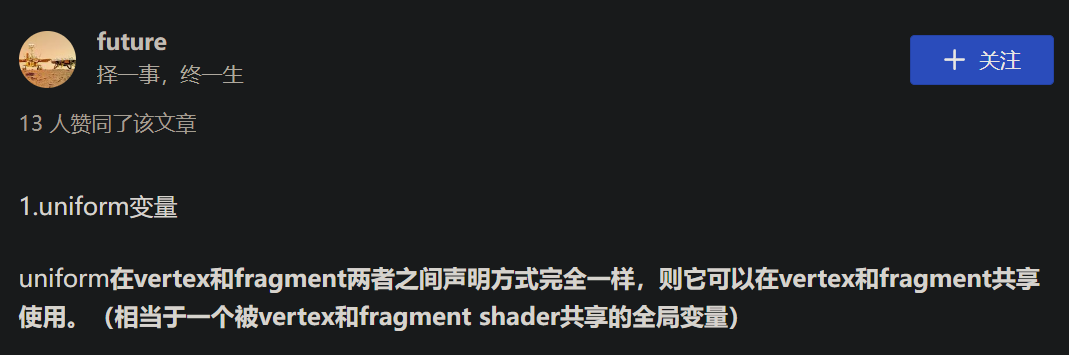 future
择一事，终一生
关注
13 人赞同了该文章
1.uniform变量
uniform在vertex和fragment两者之间声明方式完全一样，则它可以在vertex和fragment共享
使用。（相当于一个被vertex和fragment shader共享的全局变量）